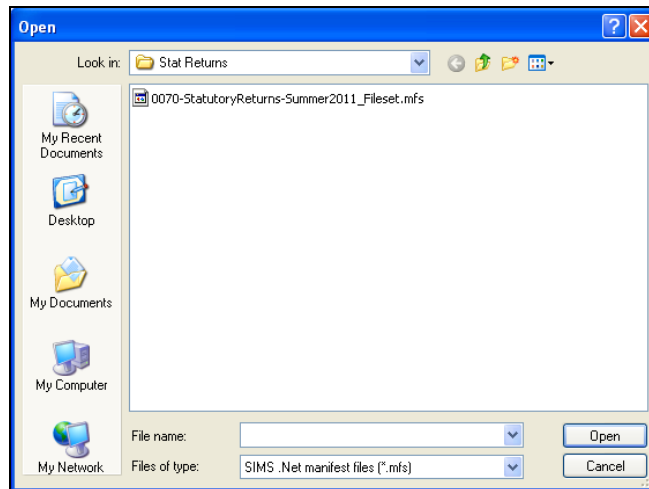 Open
Look in:
Stat Returns
0070-StatutoryReturns-Summer2011_Fileset.mfs
My Recent
Documents
Desktop
My Documents
My Computer
My Network
File name:
Open
Files of type:
SIMS .Net manifest files (*.mfs)
Cancel